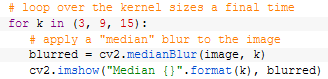 # loop over the kernel sizes a final time
for k in (3, 9, 15):
# apply a "median" blur to the image
blurred = cv2.medianBlur(image, k)
cv2.imshow("Median {}".format(k), blurred)